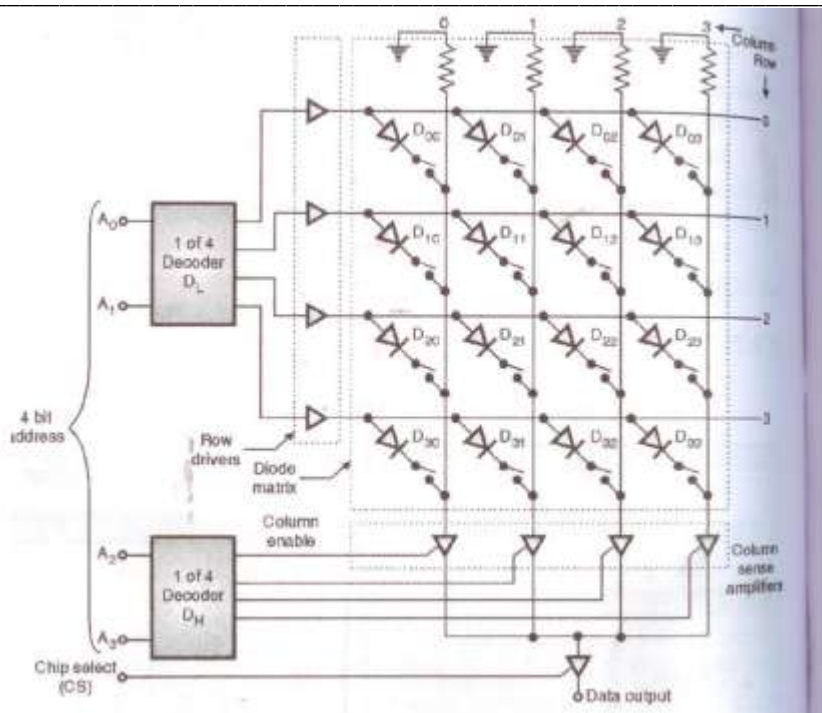 0 1 2 3
Column
Row
D00 D01 D02 D03
0
A0
1 of 4
Decoder
DL
A1
D10 D11 D12 D13
1
D20 D21 D22 D23
2
4 bit
address
Row
drivers
Diode
matrix
D30 D31 D32 D33
3
Column
enable
A2
1 of 4
Decoder
DH
A3
Column
sense
amplifiers
Chip select
(CS)
Data output